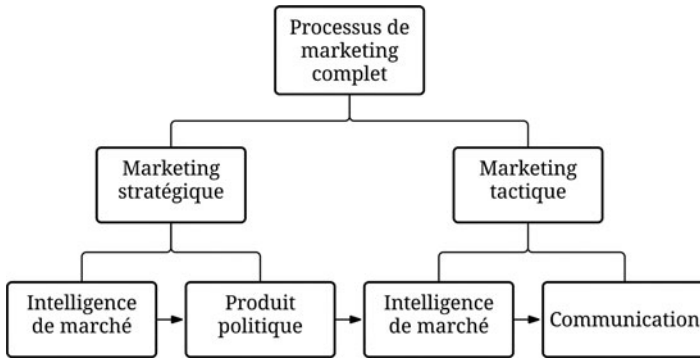 Processus de
marketing
complet
Marketing
stratégique
Marketing
tactique
Intelligence
de marché
Produit
politique
Intelligence
de marché
Communication